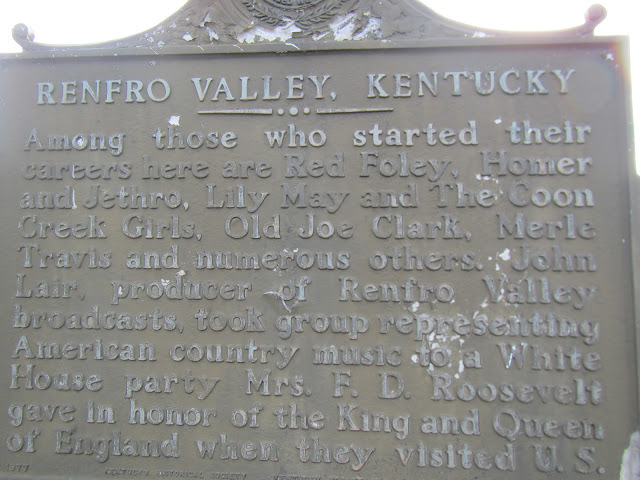 RENFRO VALLEY, KENTUCKY
Among those who started their
careers here are Red Foley, Homer
and Jethro, Lily May and The Coon
Creek Girls, Old Joe Clark, Merle
Travis and numerous others. John
Lair, producer of Renfro Valley
broadcasts, took group representing
American country music to a White
House party Mrs. F. D. Roosevelt
gave in honor of the King and Queen
of England when they visited U. S.
KENTUCKY HISTORICAL SOCIETY